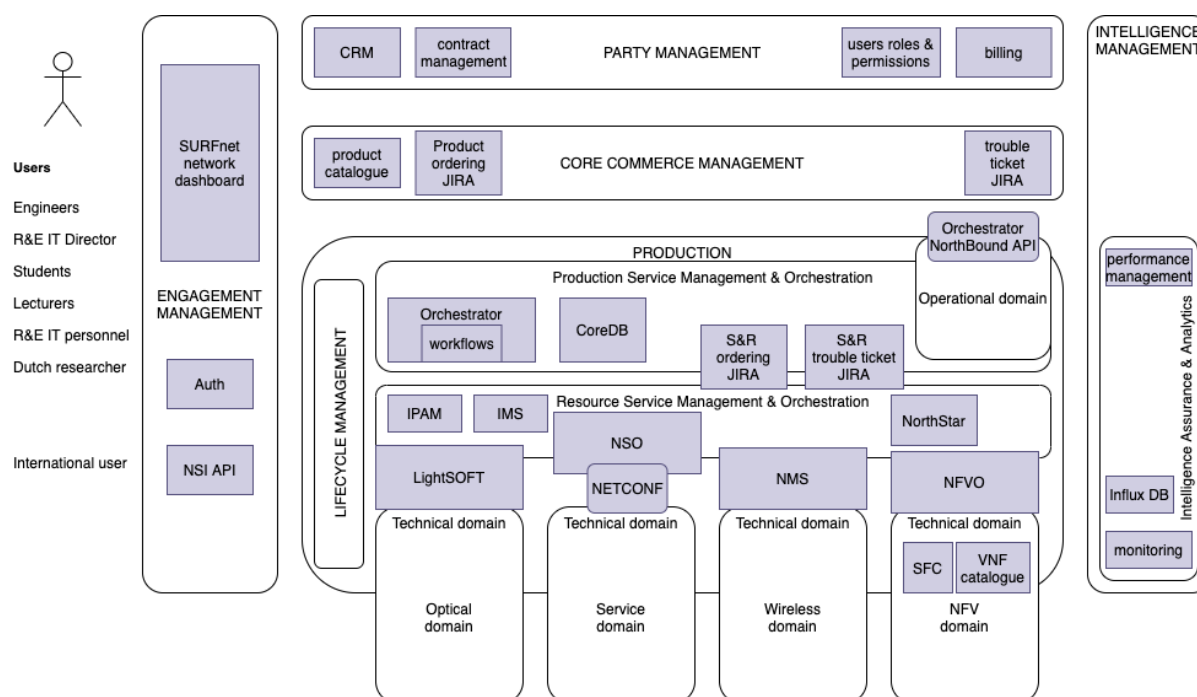 Users
Engineers
R&E IT Director
Students
Lecturers
R&E IT personnel
Dutch researcher
International user
SURFnet
network
dashboard
ENGAGEMENT
MANAGEMENT
Auth
NSI API
CRM
contract
management
PARTY MANAGEMENT
users roles &
permissions
billing
product
catalogue
Product
ordering
JIRA
CORE COMMERCE MANAGEMENT
trouble
ticket
JIRA
PRODUCTION
Orchestrator
NorthBound API
Operational domain
LIFECYCLE MANAGEMENT
Production Service Management & Orchestration
Orchestrator
workflows
CoreDB
S&R
ordering
JIRA
S&R
trouble ticket
JIRA
Resource Service Management & Orchestration
IPAM
IMS
NSO
NorthStar
LightSOFT
NETCONF
NMS
NFVO
Technical domain
Technical domain
Technical domain
Technical domain
SFC
VNF
catalogue
Optical
domain
Service
domain
Wireless
domain
NFV
domain
INTELLIGENCE
MANAGEMENT
performance
management
Intelligence Assurance & Analytics
Influx DB
monitoring